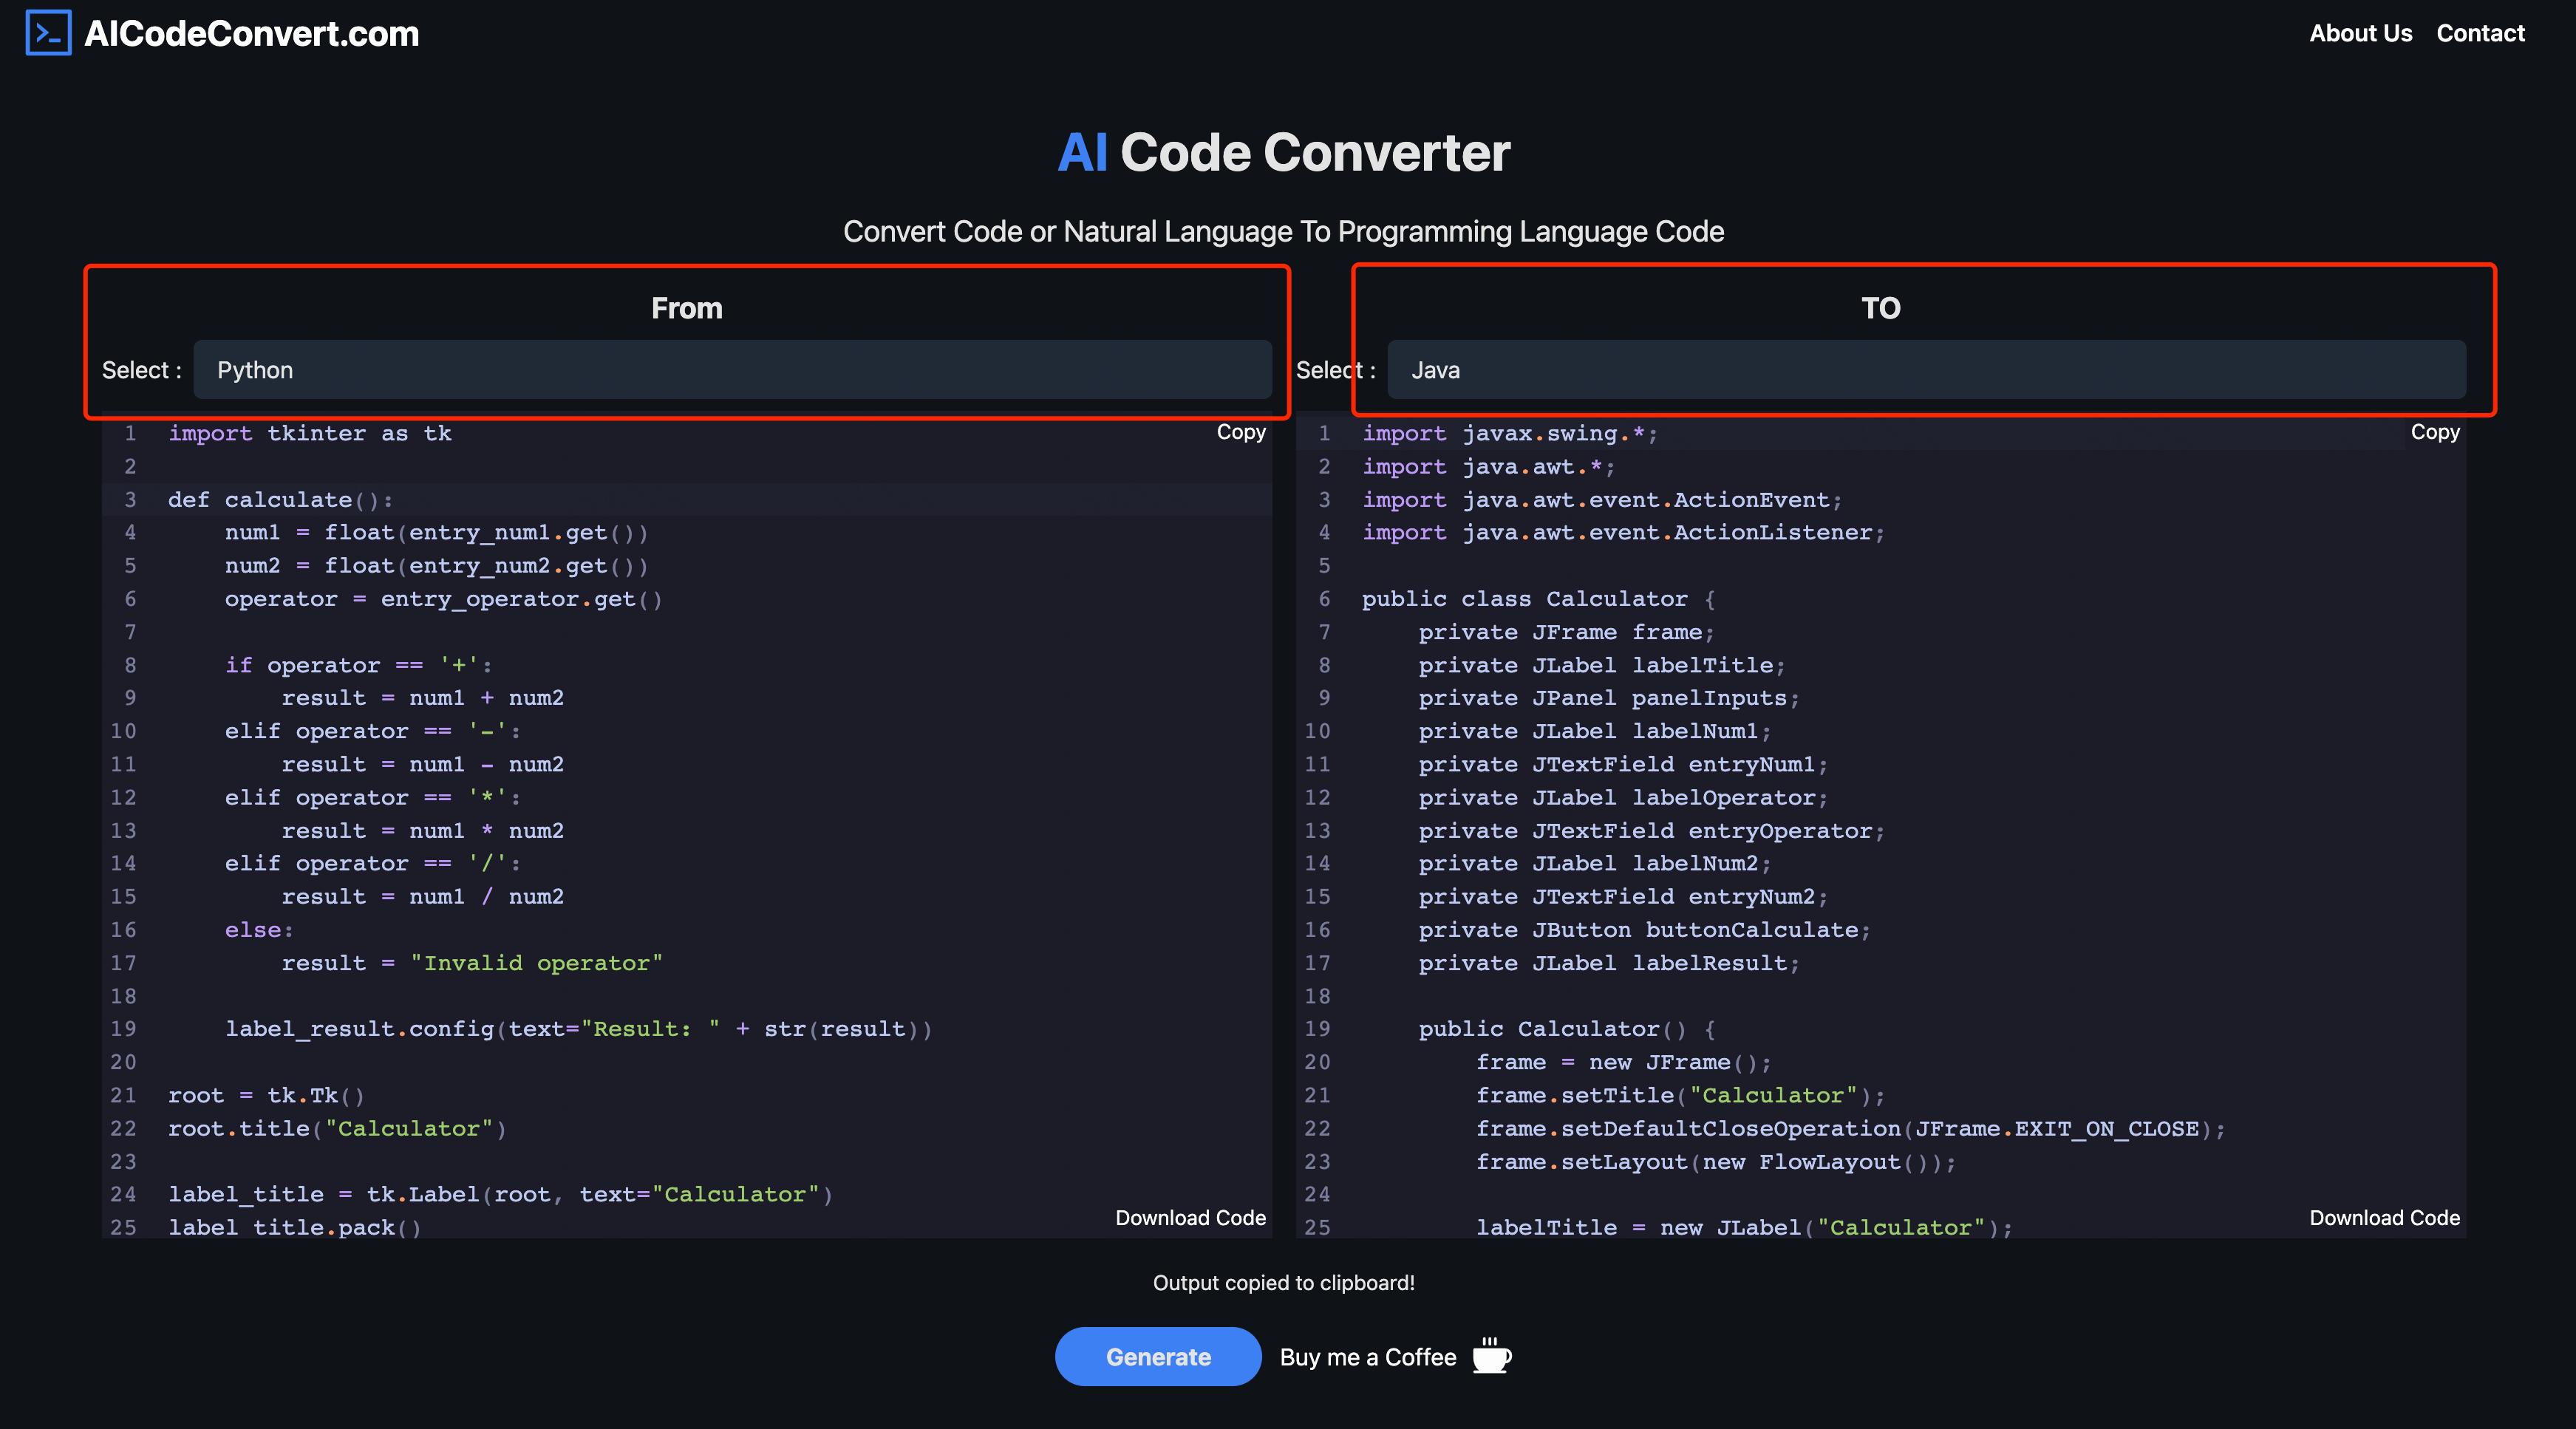 AICodeConvert.com
About Us Contact
AI Code Converter
Convert Code or Natural Language To Programming Language Code
From
Select : Python
Copy
1 import tkinter as tk
2
3 def calculate():
4     num1 = float(entry_num1.get())
5     num2 = float(entry_num2.get())
6     operator = entry_operator.get()
7
8     if operator == '+':
9         result = num1 + num2
10     elif operator == '-':
11         result = num1 - num2
12     elif operator == '*':
13         result = num1 * num2
14     elif operator == '/':
15         result = num1 / num2
16     else:
17         result = "Invalid operator"
18
19     label_result.config(text="Result: " + str(result))
20
21 root = tk.Tk()
22 root.title("Calculator")
23
24 label_title = tk.Label(root, text="Calculator")
25 label_title.pack()
Download Code
TO
Select : Java
Copy
1 import javax.swing.*;
2 import java.awt.*;
3 import java.awt.event.ActionEvent;
4 import java.awt.event.ActionListener;
5
6 public class Calculator {
7     private JFrame frame;
8     private JLabel labelTitle;
9     private JPanel panelInputs;
10     private JLabel labelNum1;
11     private JTextField entryNum1;
12     private JLabel labelOperator;
13     private JTextField entryOperator;
14     private JLabel labelNum2;
15     private JTextField entryNum2;
16     private JButton buttonCalculate;
17     private JLabel labelResult;
18
19     public Calculator() {
20         frame = new JFrame();
21         frame.setTitle("Calculator");
22         frame.setDefaultCloseOperation(JFrame.EXIT_ON_CLOSE);
23         frame.setLayout(new FlowLayout());
24
25         labelTitle = new JLabel("Calculator");
Download Code
Output copied to clipboard!
Generate Buy me a Coffee